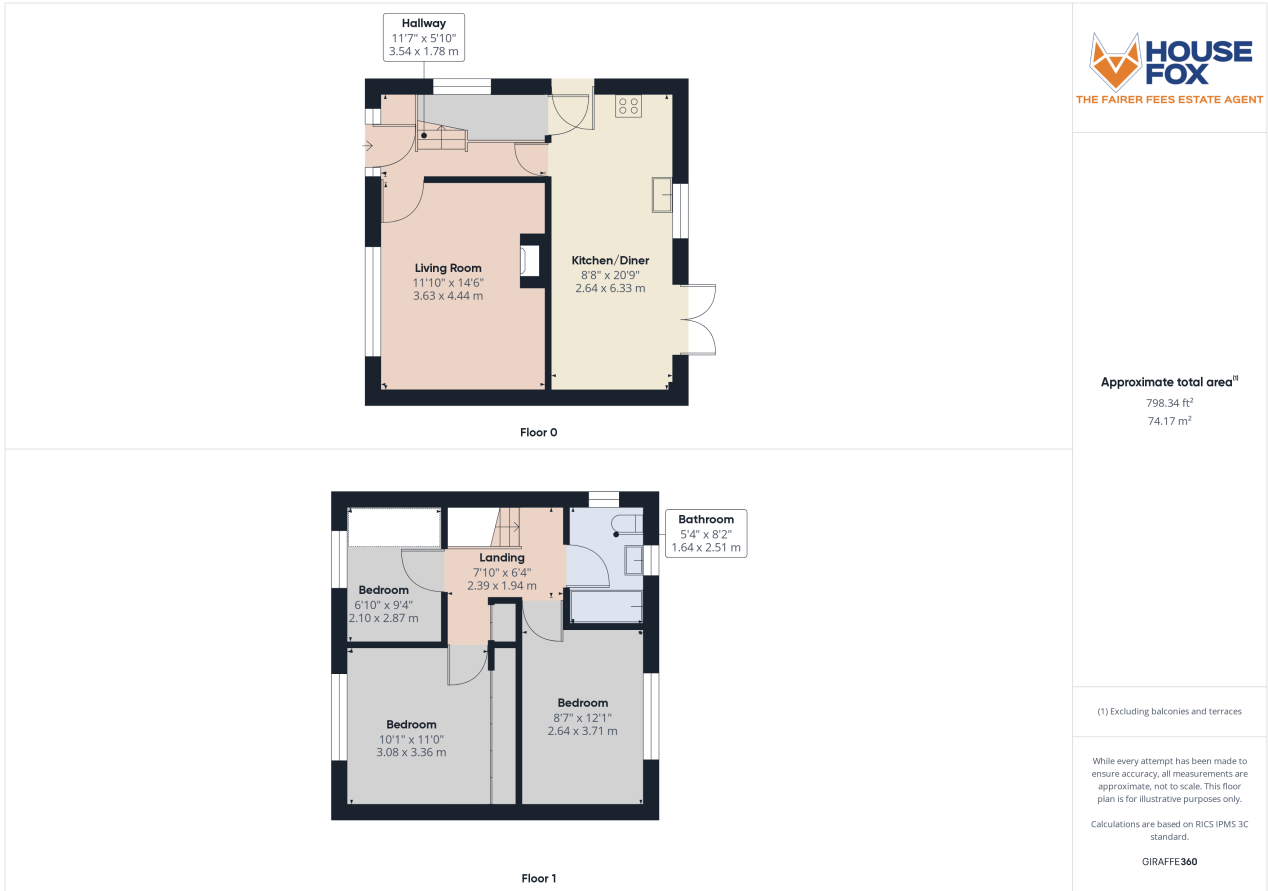 Hallway
11'7" x 5'10"
3.54 x 1.78 m
Living Room
11'10" x 14'6"
3.63 x 4.44 m
Kitchen/Diner
8'8" x 20'9"
2.64 x 6.33 m
Floor 0
Bathroom
5'4" x 8'2"
1.64 x 2.51 m
Landing
7'10" x 6'4"
2.39 x 1.94 m
Bedroom
6'10" x 9'4"
2.10 x 2.87 m
Bedroom
10'1" x 11'0"
3.08 x 3.36 m
Bedroom
8'7" x 12'1"
2.64 x 3.71 m
Floor 1
HOUSE
FOX
THE FAIRER FEES ESTATE AGENT
Approximate total area⁽¹⁾
798.34 ft²
74.17 m²
(1) Excluding balconies and terraces
While every attempt has been made to
ensure accuracy, all measurements are
approximate, not to scale. This floor
plan is for illustrative purposes only.
Calculations are based on RICS IPMS 3C
standard.
GIRAFFE360